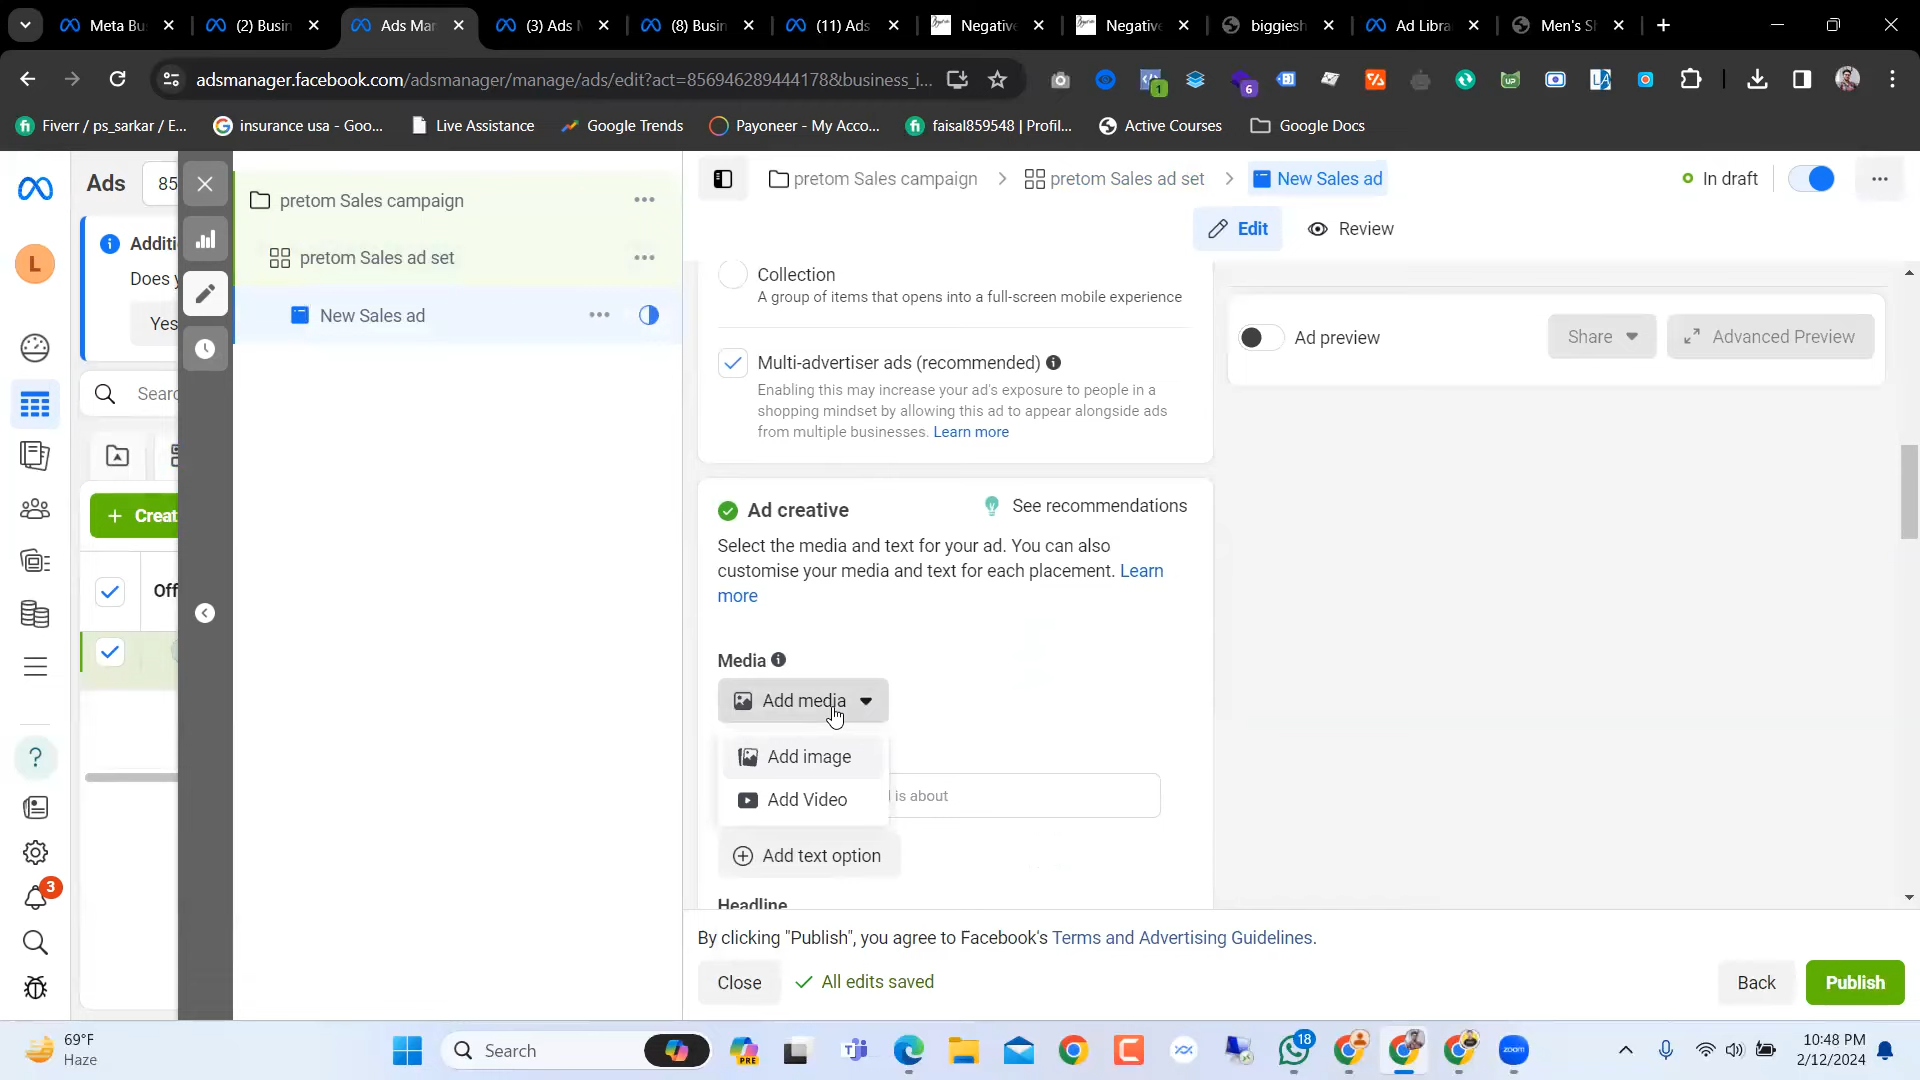 Meta Bu
(2) Busin
Ads Mar
(3) Ads M
(8) Busin
(11) Ads
Negative
Negative
biggiesh
Ad Libra
Men's Sh
adsmanager.facebook.com/adsmanager/manage/ads/edit?act=856946289444178&business_i...
1
6
Fiverr / ps_sarkar / E...
insurance usa - Goo...
Live Assistance
Google Trends
Payoneer - My Acco...
faisal859548 | Profil...
Active Courses
Google Docs
Ads
85
pretom Sales campaign
pretom Sales ad set
New Sales ad
In draft
Edit
Review
L
Additi
Does y
Yes
Searc
Creat
Off
3
pretom Sales campaign
pretom Sales ad set
New Sales ad
Collection
A group of items that opens into a full-screen mobile experience
Multi-advertiser ads (recommended)
Enabling this may increase your ad's exposure to people in a
shopping mindset by allowing this ad to appear alongside ads
from multiple businesses. Learn more
Ad creative
See recommendations
Select the media and text for your ad. You can also
customise your media and text for each placement. Learn
more
Media
Add media
Add image
Add Video
is about
Add text option
Headline
Ad preview
Share
Advanced Preview
By clicking "Publish", you agree to Facebook's Terms and Advertising Guidelines.
Close
All edits saved
Back
Publish
69°F
Haze
Search
PRE
18
zoom
10:48 PM
2/12/2024